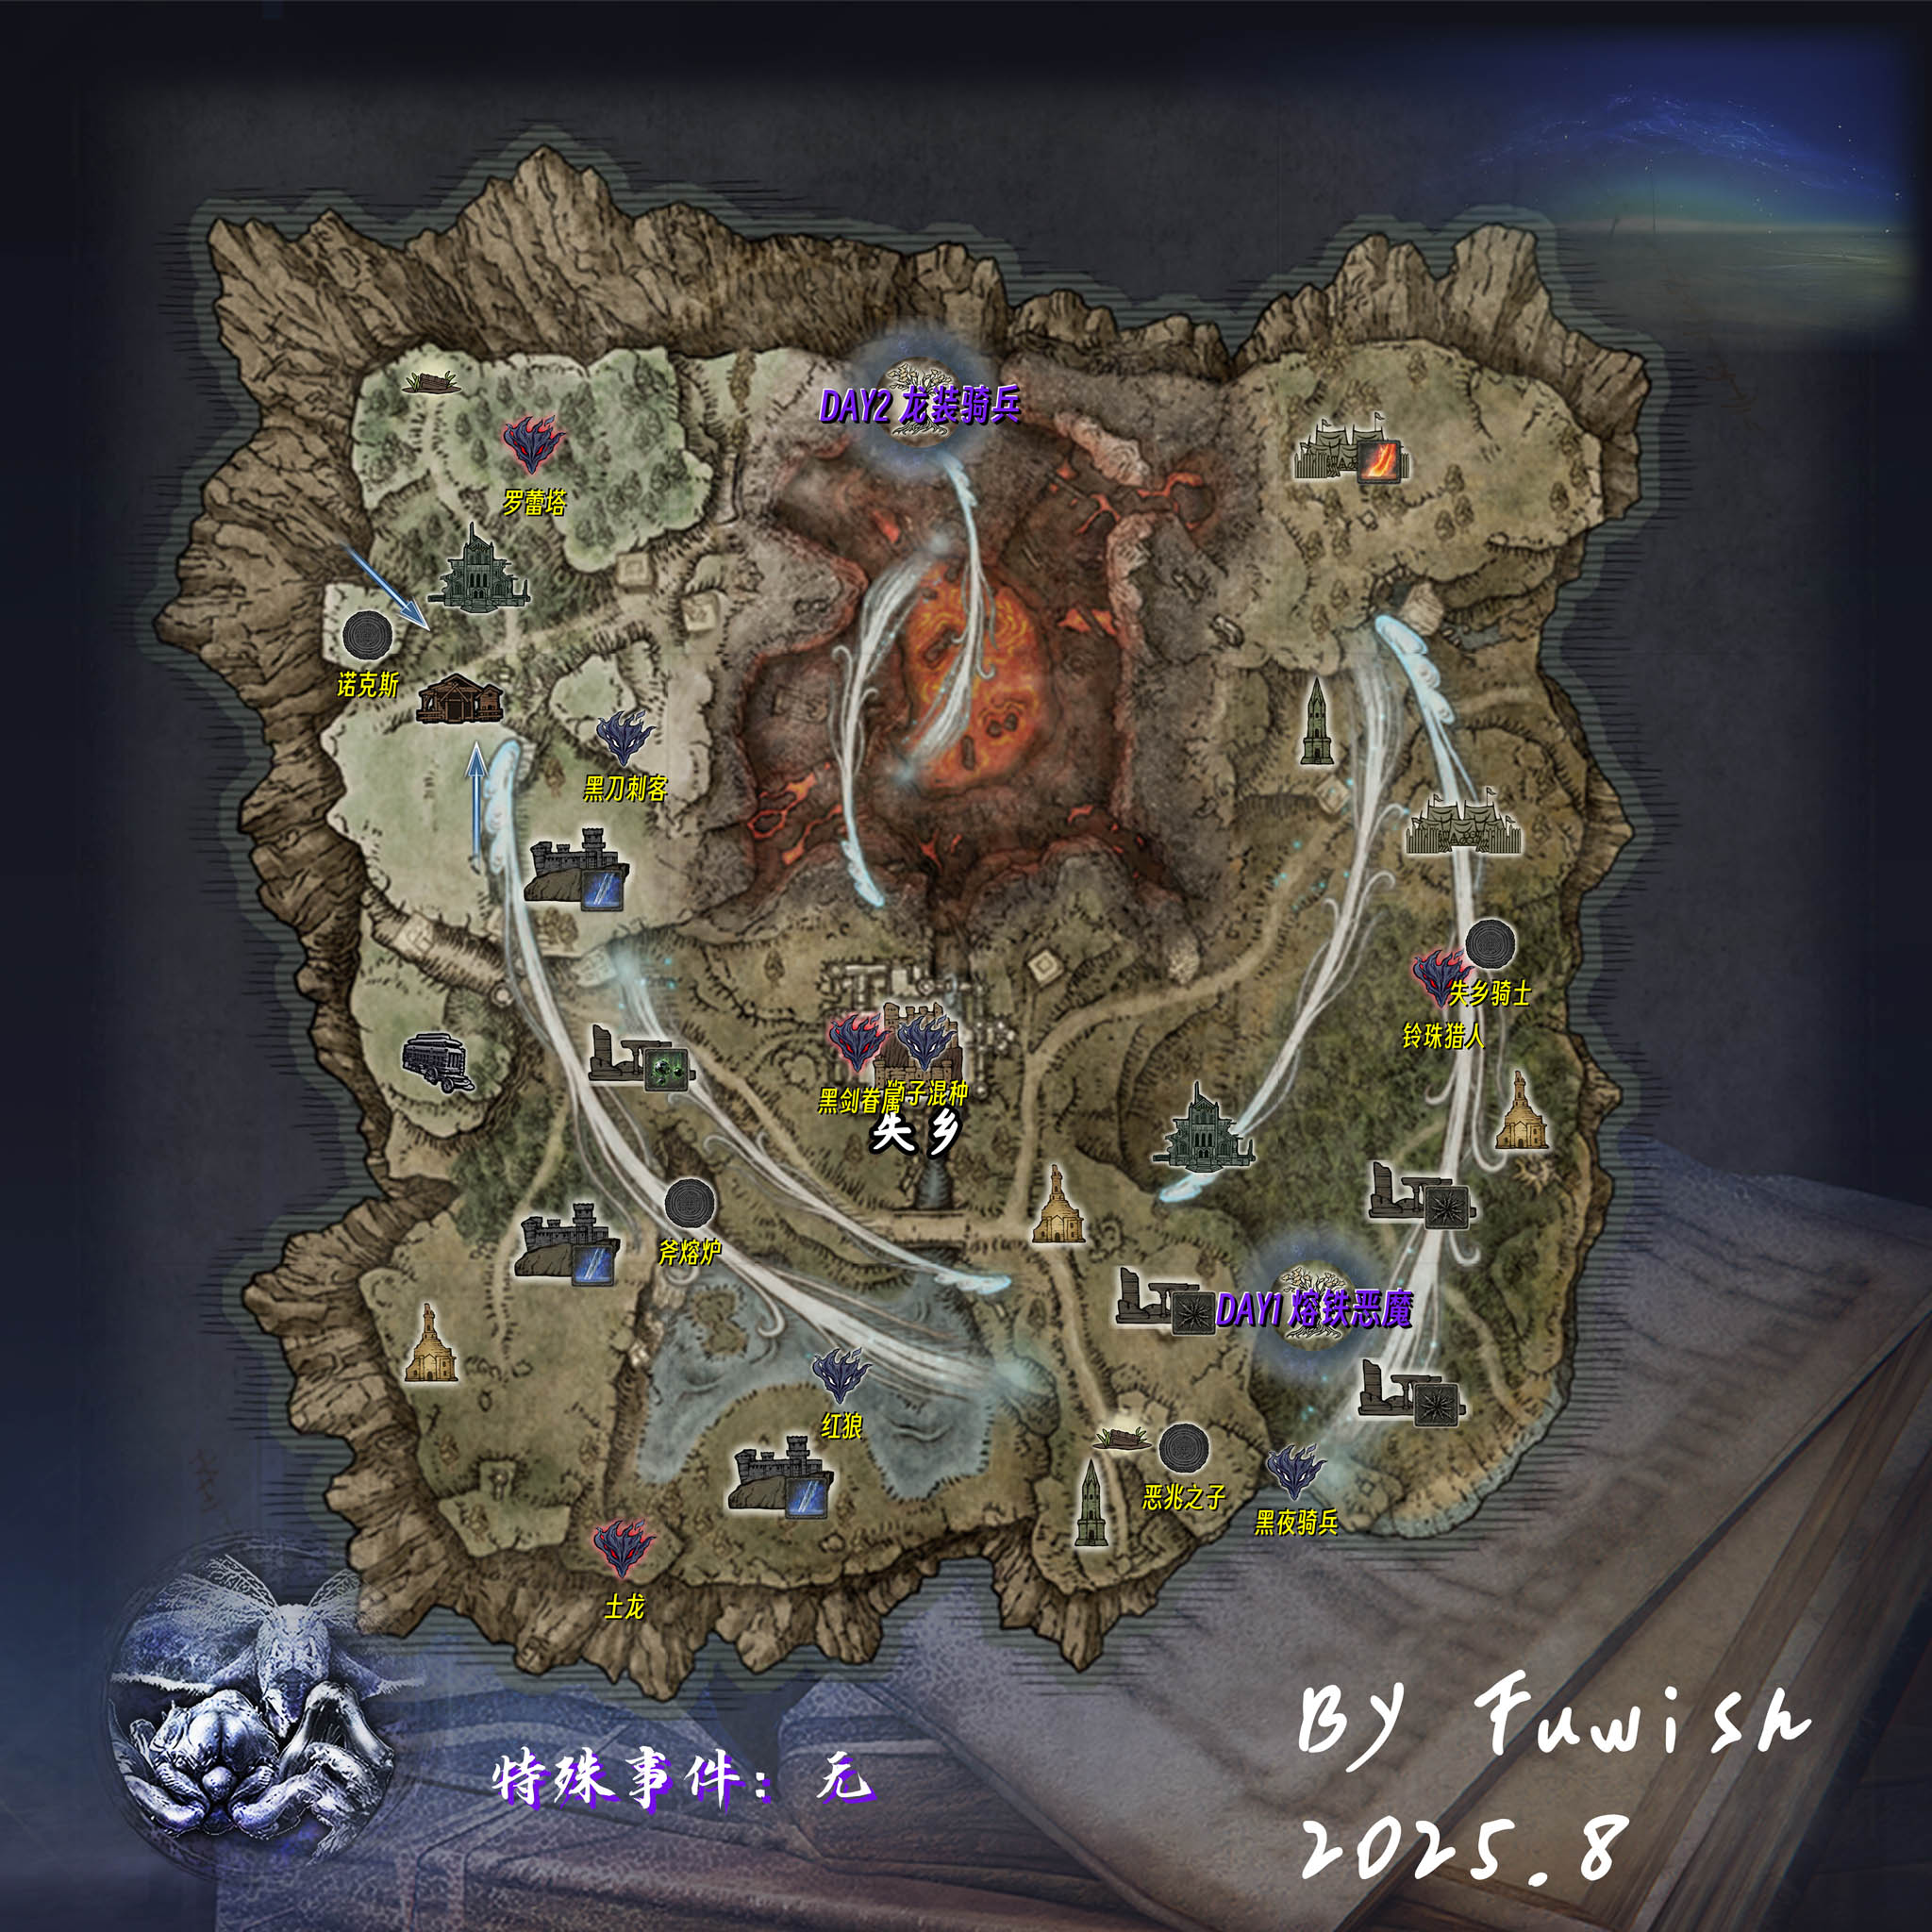 DAY2 龙装骑兵
罗蕾塔
诺克斯
黑刀刺客
失乡骑士
铃珠猎人
狮子混种
黑剑眷属
失乡
斧熔炉
DAY1 熔铁恶魔
红狼
恶兆之子
黑夜骑兵
土龙
特殊事件：无
By Fuwish
2025.8